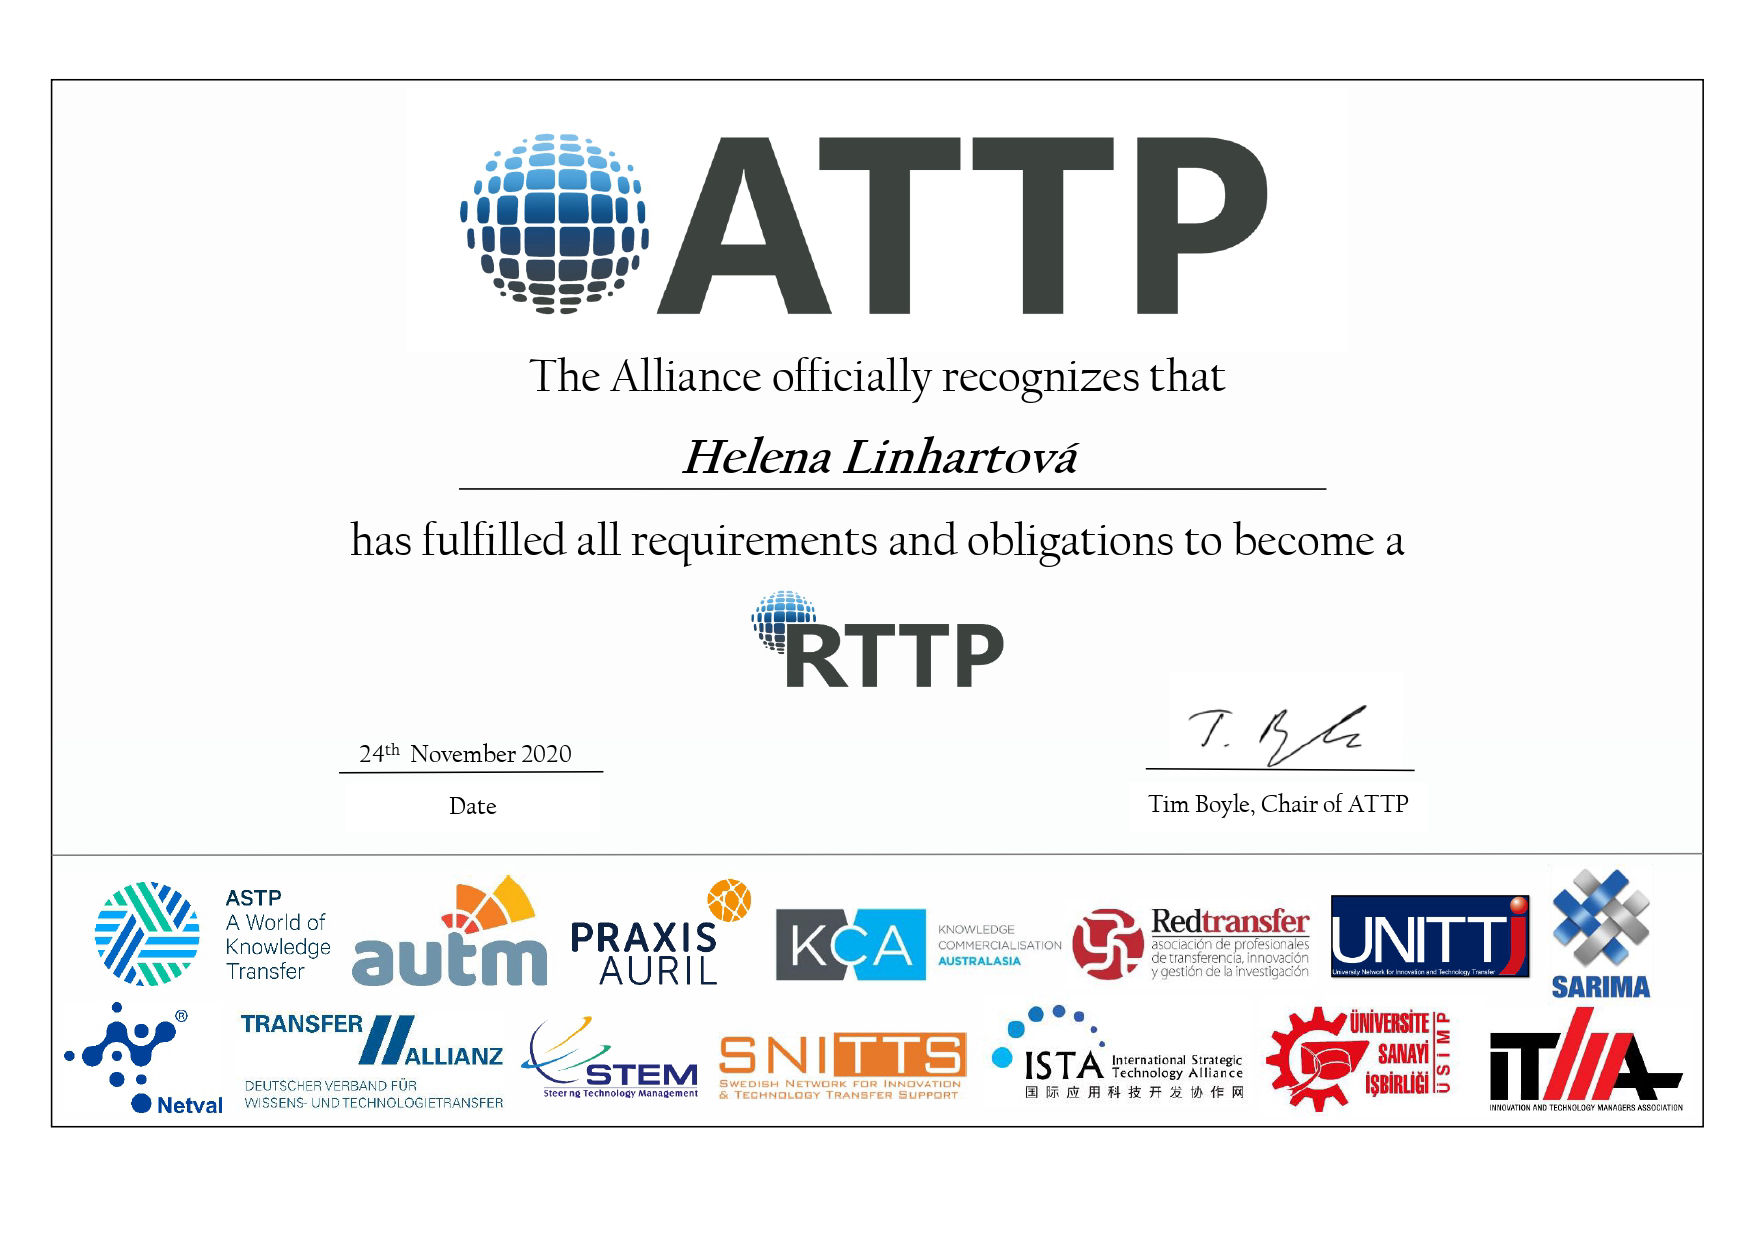 ATTP
The Alliance officially recognizes that
Helena Linhartová
has fulfilled all requirements and obligations to become a
RTTP
24th November 2020
Date
T. Boyle
Tim Boyle, Chair of ATTP
ASTP
A World of
Knowledge
Transfer
autm
PRAXIS
AURIL
KCA
KNOWLEDGE
COMMERCIALISATION
AUSTRALASIA
Redtransfer
asociación de profesionales
de transferencia, innovación
y gestión de la investigación
UNITTj
University Network for Innovation and Technology Transfer
SARIMA
®
Netval
TRANSFER
ALLIANZ
DEUTSCHER VERBAND FÜR
WISSENS- UND TECHNOLOGIETRANSFER
STEM
Steering Technology Management
SNITTS
SWEDISH NETWORK FOR INNOVATION
& TECHNOLOGY TRANSFER SUPPORT
ISTA
International Strategic
Technology Alliance
国际应用科技开发协作网
ÜNİVERSİTE
SANAYİ
İŞBİRLİĞİ
ÜSİMP
ITMA
INNOVATION AND TECHNOLOGY MANAGERS ASSOCIATION